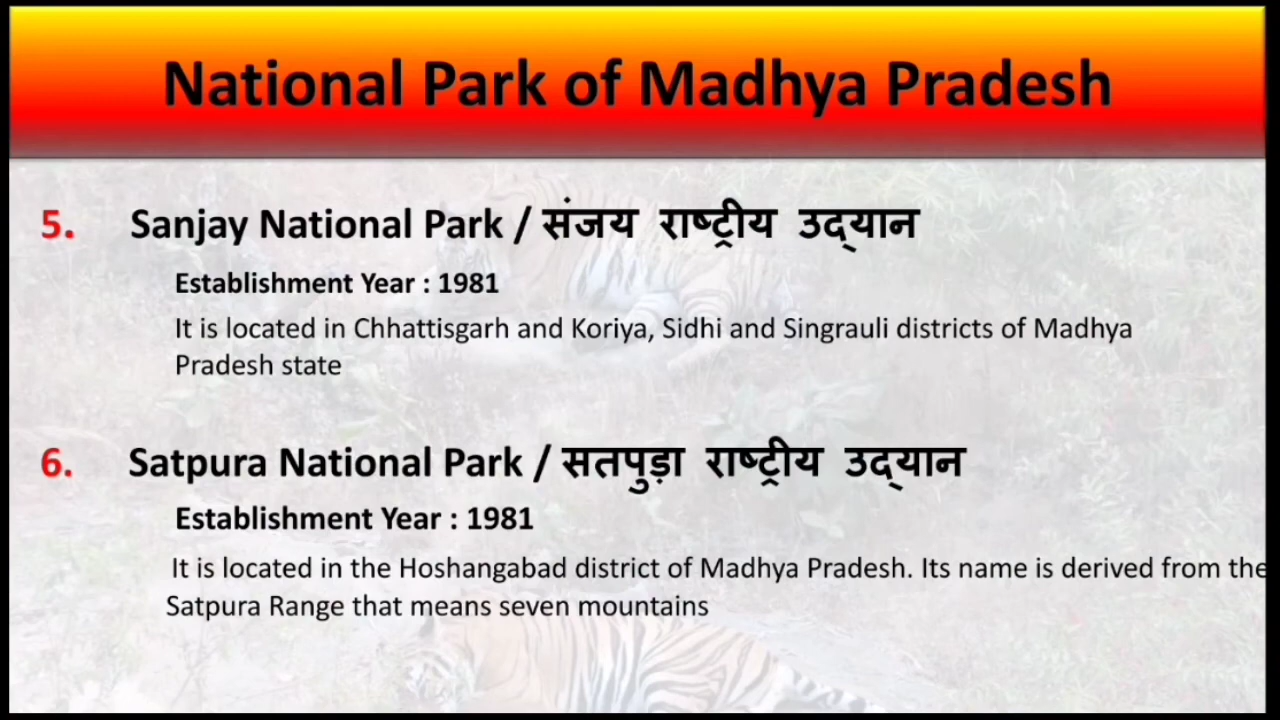 National Park of Madhya Pradesh
5. Sanjay National Park / संजय राष्ट्रीय उद्यान
Establishment Year : 1981
It is located in Chhattisgarh and Koriya, Sidhi and Singrauli districts of Madhya
Pradesh state
6. Satpura National Park / सतपुड़ा राष्ट्रीय उद्यान
Establishment Year : 1981
It is located in the Hoshangabad district of Madhya Pradesh. Its name is derived from the
Satpura Range that means seven mountains